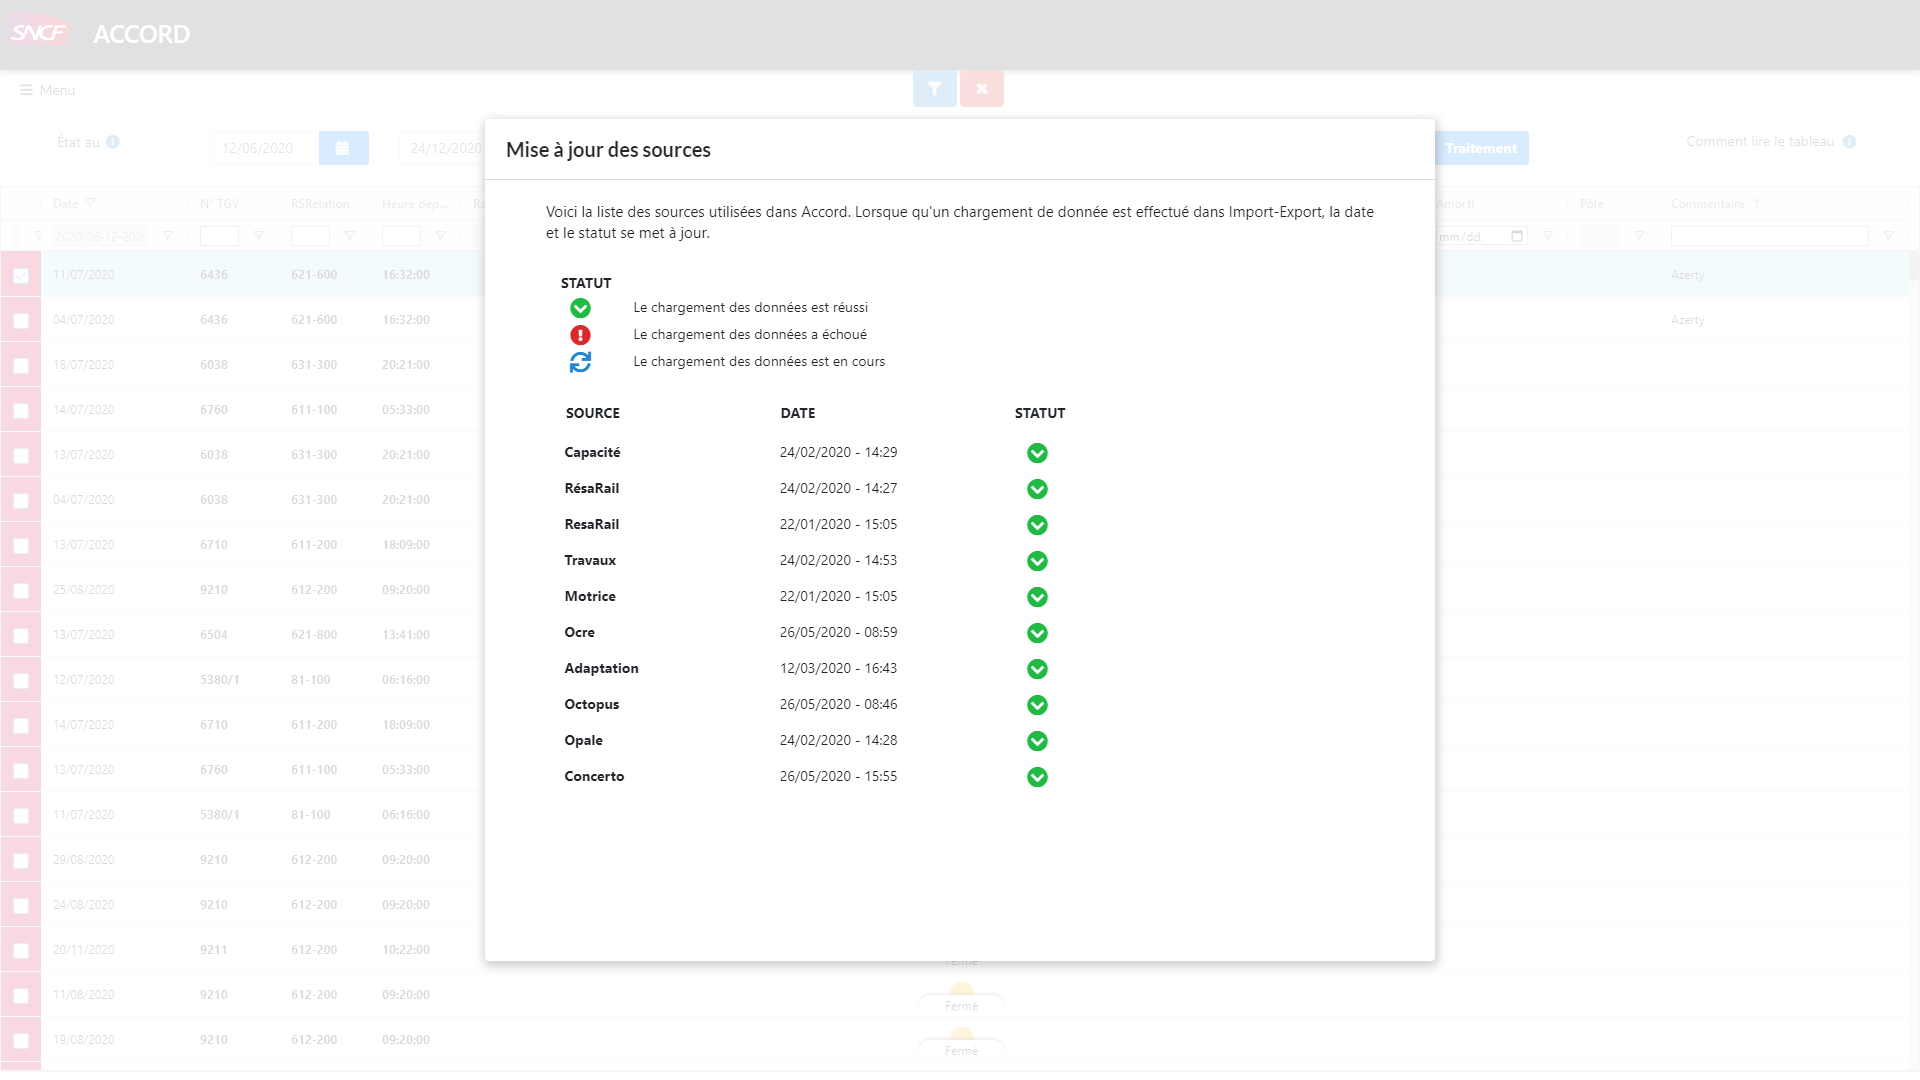 SNCF ACCORD
Menu
État au 12/06/2020 24/12/2020 Traitement Comment lire le tableau
Mise à jour des sources
Voici la liste des sources utilisées dans Accord. Lorsque qu'un chargement de donnée est effectué dans Import-Export, la date
et le statut se met à jour.
STATUT
Le chargement des données est réussi
Le chargement des données a échoué
Le chargement des données est en cours
SOURCE DATE STATUT
Capacité 24/02/2020 - 14:29
RésaRail 24/02/2020 - 14:27
ResaRail 22/01/2020 - 15:05
Travaux 24/02/2020 - 14:53
Motrice 22/01/2020 - 15:05
Ocre 26/05/2020 - 08:59
Adaptation 12/03/2020 - 16:43
Octopus 26/05/2020 - 08:46
Opale 24/02/2020 - 14:28
Concerto 26/05/2020 - 15:55
Date N° TGV RSRelation Heure dép... Amorti Pôle Commentaire
2020-06-12-2020 mm/dd.
11/07/2020 6436 621-600 16:32:00 Azerty
04/07/2020 6436 621-600 16:32:00 Azerty
18/07/2020 6038 631-300 20:21:00
14/07/2020 6760 611-100 05:33:00
13/07/2020 6038 631-300 20:21:00
04/07/2020 6038 631-300 20:21:00
13/07/2020 6710 611-200 18:09:00
25/08/2020 9210 612-200 09:20:00
13/07/2020 6504 621-800 13:41:00
12/07/2020 5380/1 81-100 06:16:00
14/07/2020 6710 611-200 18:09:00
13/07/2020 6760 611-100 05:33:00
11/07/2020 5380/1 81-100 06:16:00
29/08/2020 9210 612-200 09:20:00
24/08/2020 9210 612-200 09:20:00
20/11/2020 9211 612-200 10:22:00 Fermé
11/08/2020 9210 612-200 09:20:00 Fermé
19/08/2020 9210 612-200 09:20:00 Fermé